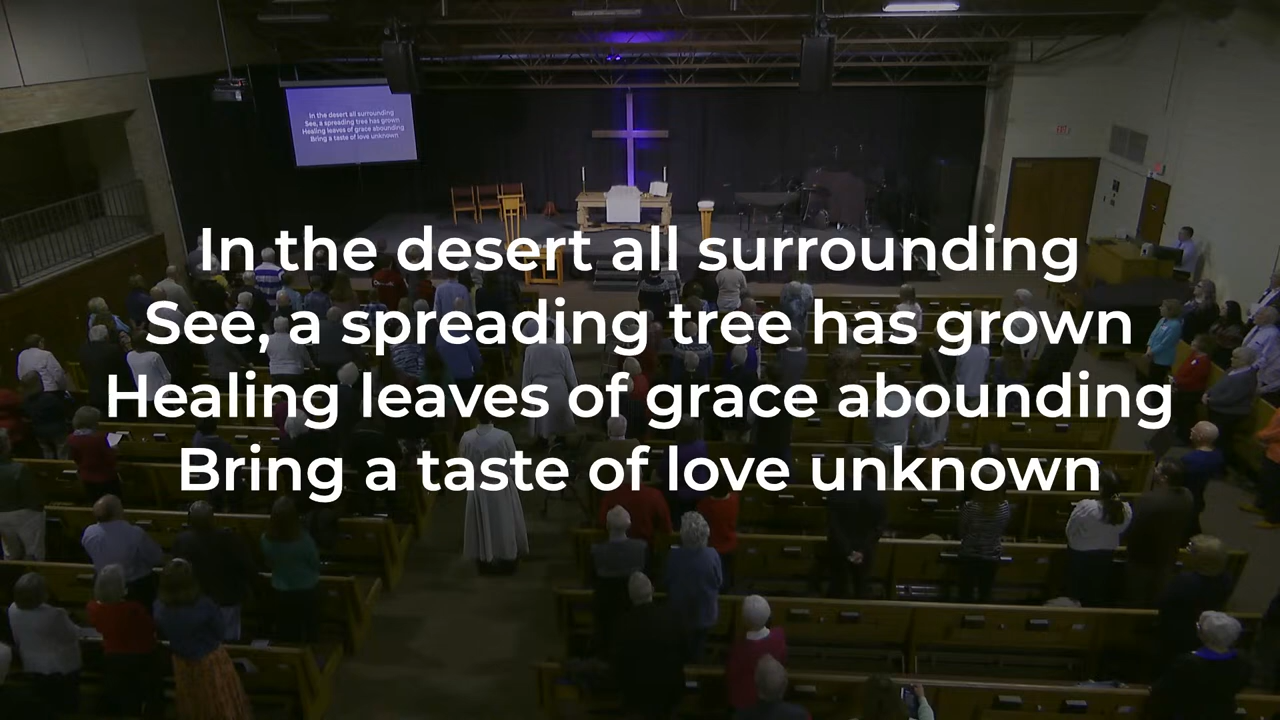 In the desert all surrounding
See, a spreading tree has grown
Healing leaves of grace abounding
Bring a taste of love unknown
In the desert all surrounding
See, a spreading tree has grown
Healing leaves of grace abounding
Bring a taste of love unknown